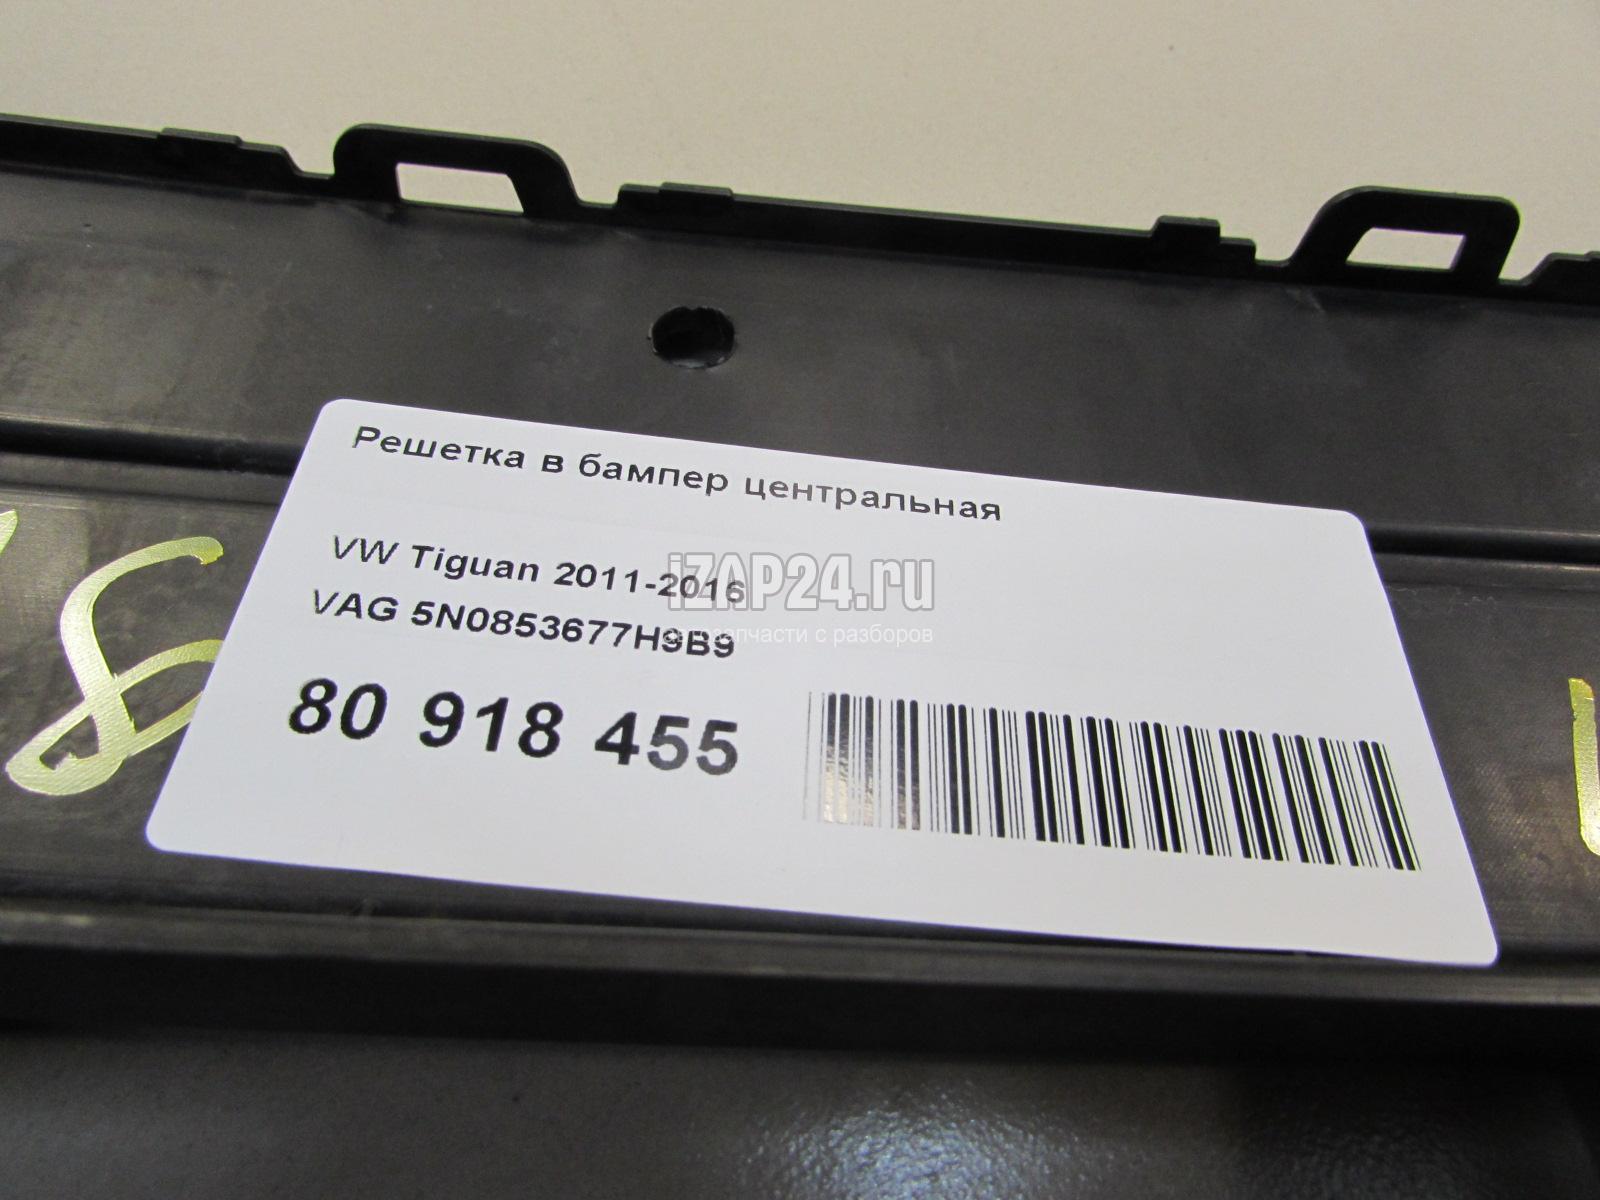 Решетка в бампер центральная
VW Tiguan 2011-2016
VAG 5N0853677H9B9
80 918 455
iZAP24.ru
автозапчасти с разборов